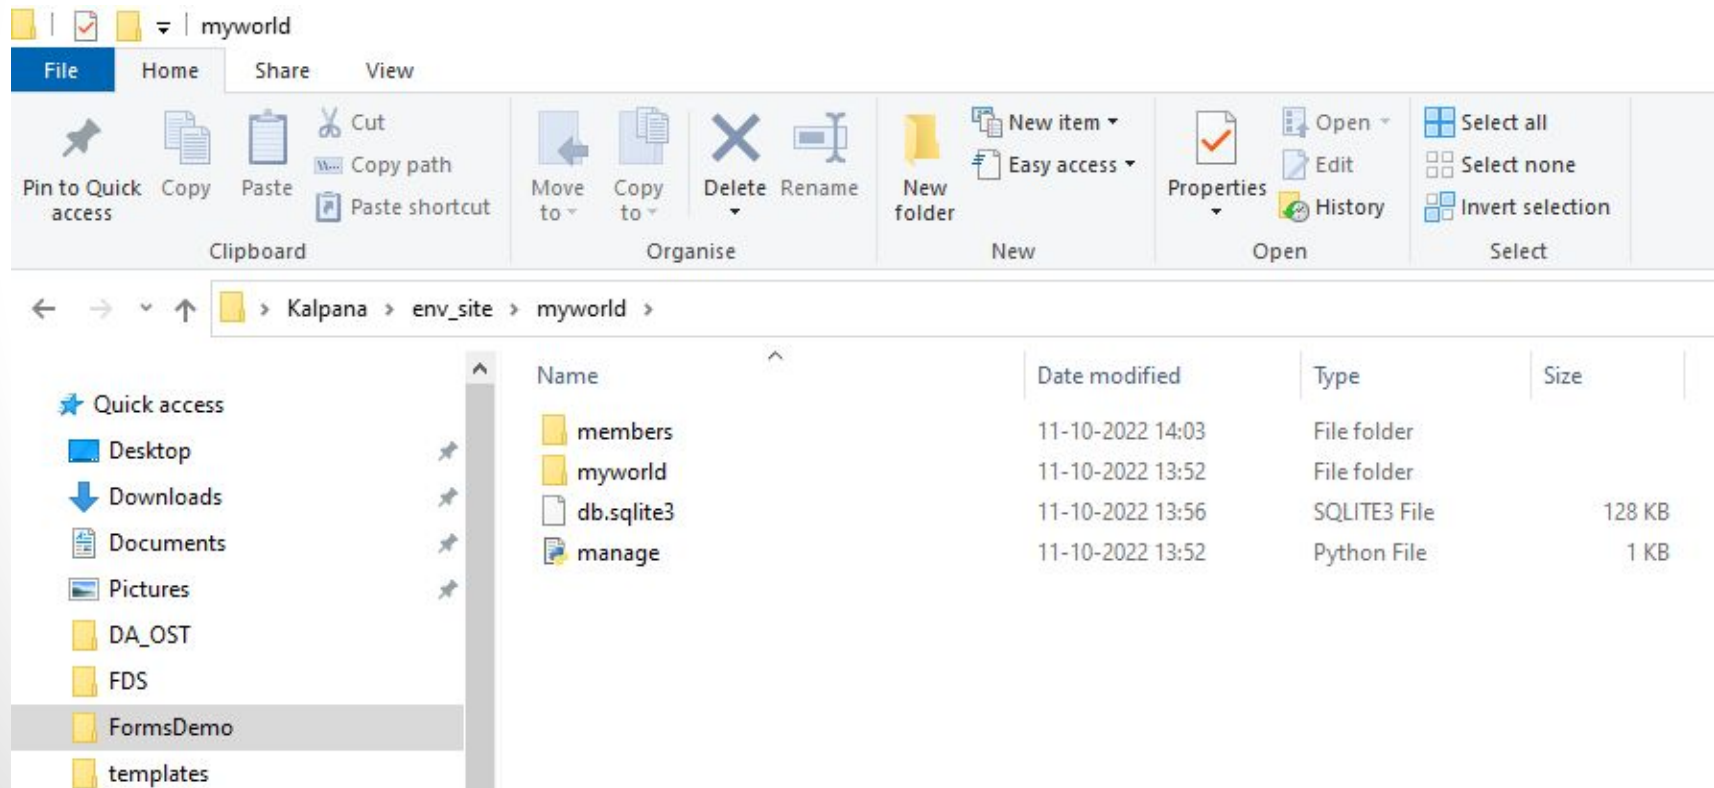 myworld
File Home Share View
Pin to Quick access
Copy
Paste
Cut
Copy path
Paste shortcut
Clipboard
Move to
Copy to
Delete
Rename
Organise
New folder
New item
Easy access
New
Properties
Open
Edit
History
Open
Select all
Select none
Invert selection
Select
Kalpana > env_site > myworld >
Quick access
Desktop
Downloads
Documents
Pictures
DA_OST
FDS
FormsDemo
templates
Name Date modified Type Size
members 11-10-2022 14:03 File folder
myworld 11-10-2022 13:52 File folder
db.sqlite3 11-10-2022 13:56 SQLITE3 File 128 KB
manage 11-10-2022 13:52 Python File 1 KB